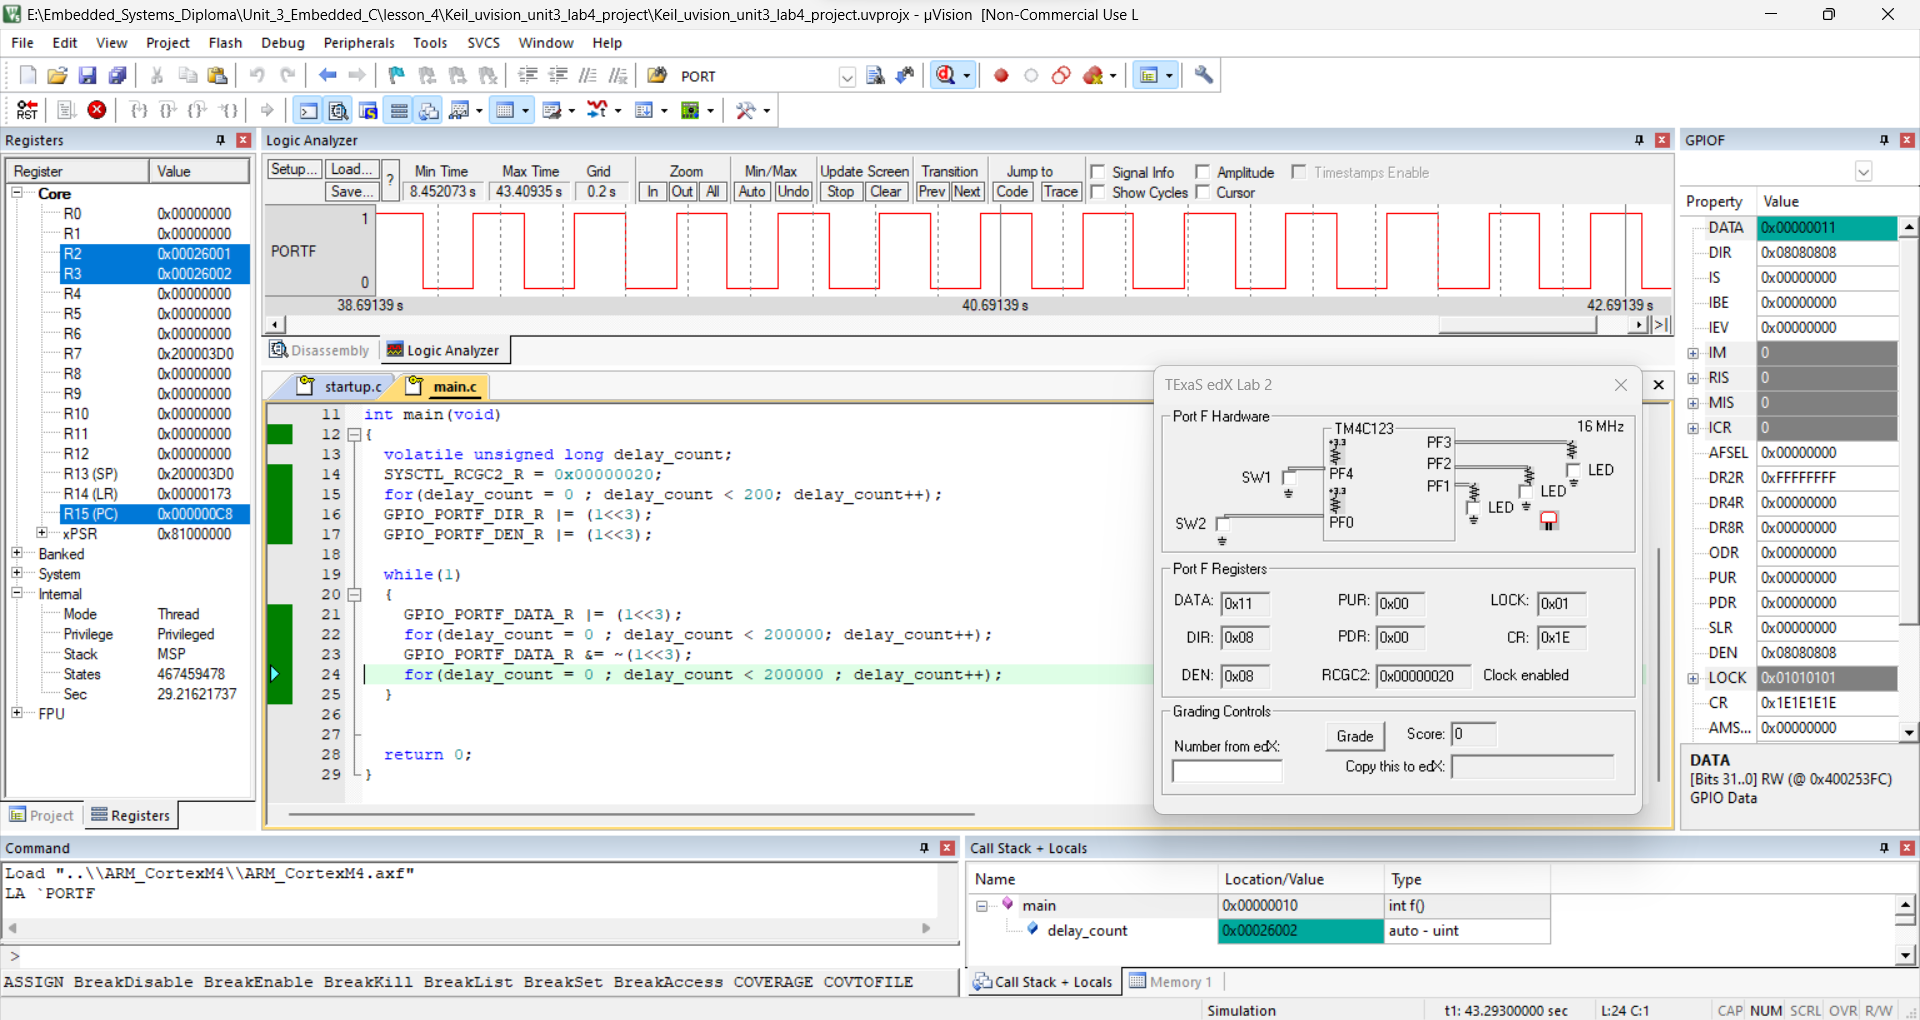 E:\Embedded_Systems_Diploma\Unit_3_Embedded_C\lesson_4\Keil_uvision_unit3_lab4_project\Keil_uvision_unit3_lab4_project.uvprojx - µVision [Non-Commercial Use L
File Edit View Project Flash Debug Peripherals Tools SVCS Window Help
PORT
RST
Registers
Register Value
Core
R0 0x00000000
R1 0x00000000
R2 0x00026001
R3 0x00026002
R4 0x00000000
R5 0x00000000
R6 0x00000000
R7 0x200003D0
R8 0x00000000
R9 0x00000000
R10 0x00000000
R11 0x00000000
R12 0x00000000
R13 (SP) 0x200003D0
R14 (LR) 0x00000173
R15 (PC) 0x000000C8
xPSR 0x81000000
Banked
System
Internal
Mode Thread
Privilege Privileged
Stack MSP
States 467459478
Sec 29.21621737
FPU
Project Registers
Logic Analyzer
Setup... Load... ? Min Time Max Time Grid Zoom Min/Max Update Screen Transition Jump to Signal Info Amplitude Timestamps Enable
Save... 8.452073 s 43.40935 s 0.2 s In Out All Auto Undo Stop Clear Prev Next Code Trace Show Cycles Cursor
1
PORTF
0
38.69139 s 40.69139 s 42.69139 s
Disassembly Logic Analyzer
startup.c main.c
11 int main(void)
12 {
13 volatile unsigned long delay_count;
14 SYSCTL_RCGC2_R = 0x00000020;
15 for(delay_count = 0 ; delay_count < 200; delay_count++);
16 GPIO_PORTF_DIR_R |= (1<<3);
17 GPIO_PORTF_DEN_R |= (1<<3);
18
19 while(1)
20 {
21 GPIO_PORTF_DATA_R |= (1<<3);
22 for(delay_count = 0 ; delay_count < 200000; delay_count++);
23 GPIO_PORTF_DATA_R &= ~(1<<3);
24 for(delay_count = 0 ; delay_count < 200000 ; delay_count++);
25 }
26
27
28 return 0;
29 }
TExaS edX Lab 2
Port F Hardware
TM4C123 16 MHz
+3.3 PF3
PF2 LED
SW1 PF4
+3.3 PF1 LED
LED
SW2 PF0
Port F Registers
DATA: 0x11 PUR: 0x00 LOCK: 0x01
DIR: 0x08 PDR: 0x00 CR: 0x1E
DEN: 0x08 RCGC2: 0x00000020 Clock enabled
Grading Controls
Number from edX: Grade Score: 0
Copy this to edX:
GPIOF
Property Value
DATA 0x00000011
DIR 0x08080808
IS 0x00000000
IBE 0x00000000
IEV 0x00000000
IM 0
RIS 0
MIS 0
ICR 0
AFSEL 0x00000000
DR2R 0xFFFFFFFF
DR4R 0x00000000
DR8R 0x00000000
ODR 0x00000000
PUR 0x00000000
PDR 0x00000000
SLR 0x00000000
DEN 0x08080808
LOCK 0x01010101
CR 0x1E1E1E1E
AMS... 0x00000000
DATA
[Bits 31..0] RW (@ 0x400253FC)
GPIO Data
Command
Load "..\\ARM_CortexM4\\ARM_CortexM4.axf"
LA `PORTF
>
ASSIGN BreakDisable BreakEnable BreakKill BreakList BreakSet BreakAccess COVERAGE COVTOFILE
Call Stack + Locals
Name Location/Value Type
main 0x00000010 int f()
delay_count 0x00026002 auto - uint
Call Stack + Locals Memory 1
Simulation t1: 43.29300000 sec L:24 C:1 CAP NUM SCRL OVR R/W